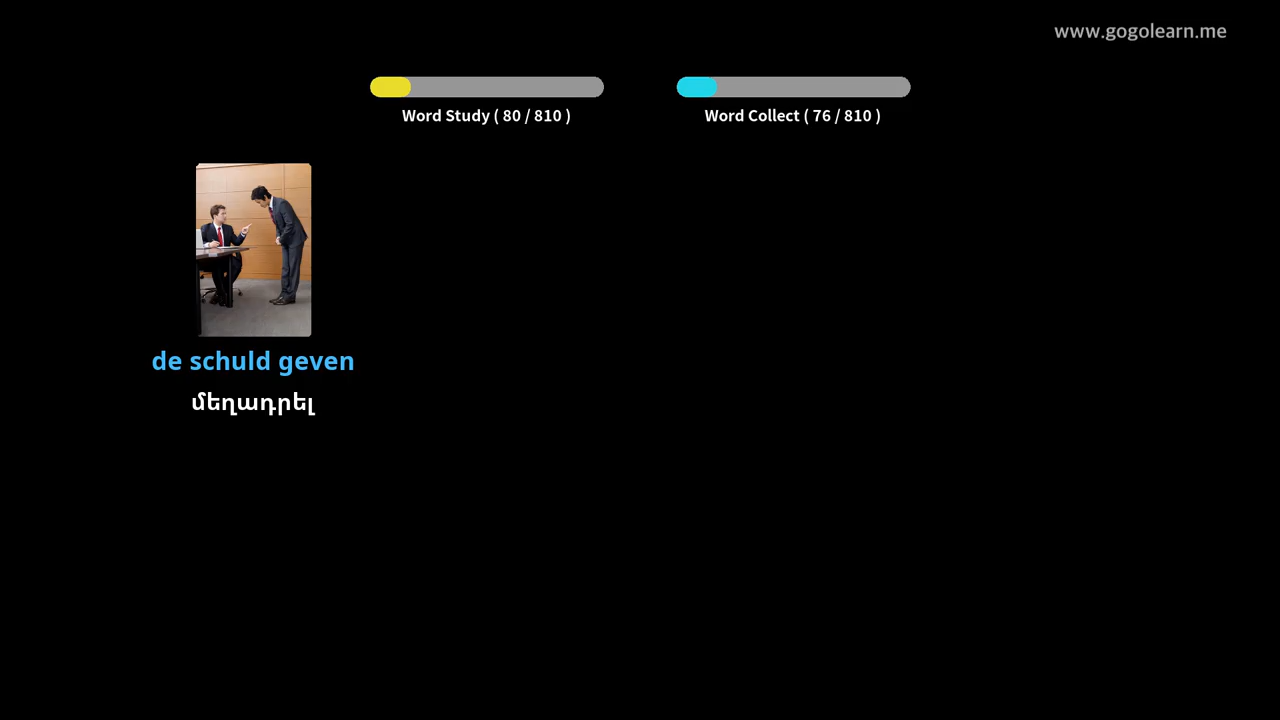 www.gogolearn.me
Word Study ( 80 / 810 )
Word Collect ( 76 / 810 )
de schuld geven
մեղադրել